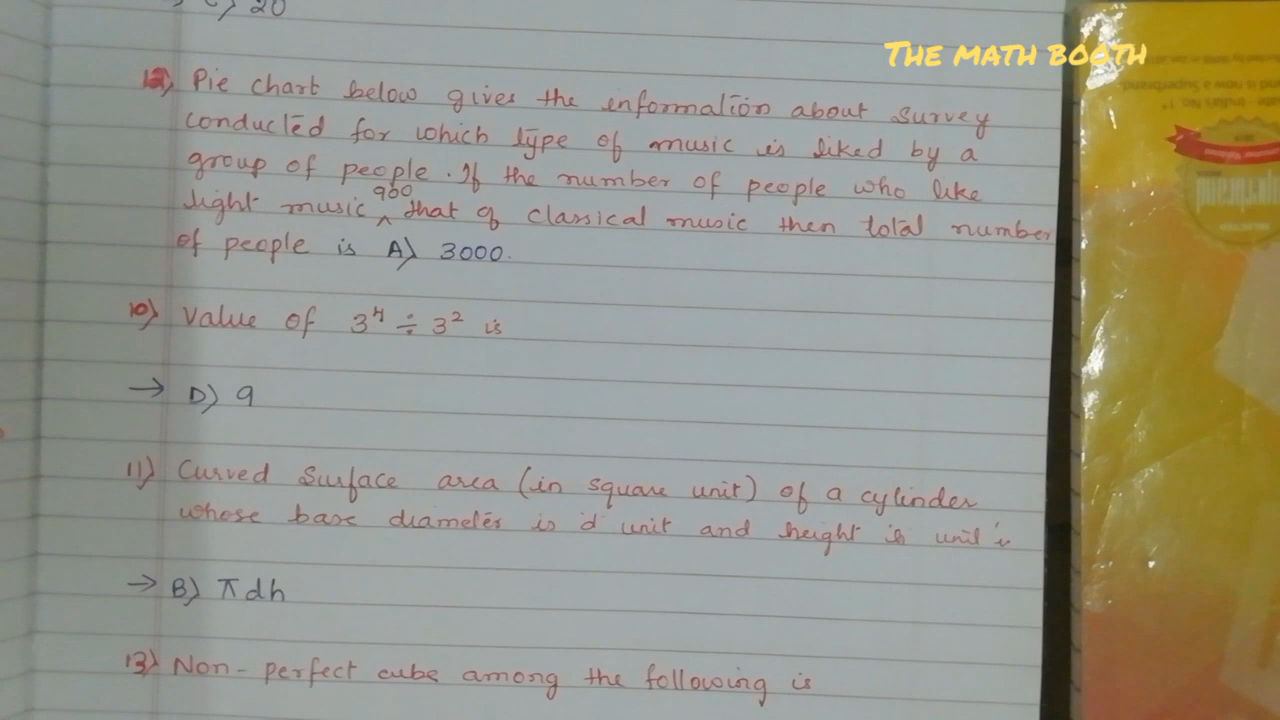 C) 20
THE MATH BOOTH
12) Pie chart below gives the information about survey
conducted for which type of music is liked by a
group of people. If the number of people who like
900
light music ^ that of classical music then total number
of people is A) 3000.
10) Value of 3⁴ ÷ 3² is
→ D) 9
11) Curved Surface area (in square unit) of a cylinder
whose base diameter is 'd' unit and height is unit is
→ B) πdh
13) Non-perfect cube among the following is